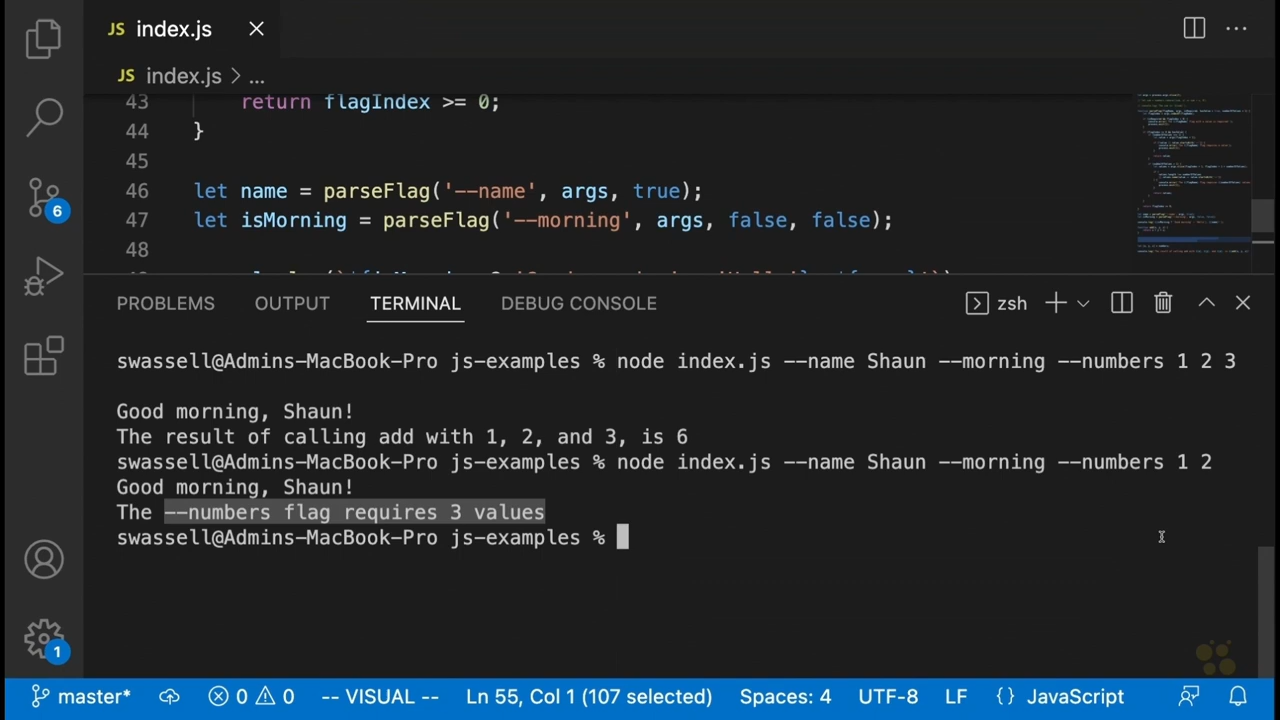 JS index.js
JS index.js > ...
43 return flagIndex >= 0;
44 }
45
46 let name = parseFlag('--name', args, true);
47 let isMorning = parseFlag('--morning', args, false, false);
48
6
PROBLEMS OUTPUT TERMINAL DEBUG CONSOLE zsh
swassell@Admins-MacBook-Pro js-examples % node index.js --name Shaun --morning --numbers 1 2 3
Good morning, Shaun!
The result of calling add with 1, 2, and 3, is 6
swassell@Admins-MacBook-Pro js-examples % node index.js --name Shaun --morning --numbers 1 2
Good morning, Shaun!
The --numbers flag requires 3 values
swassell@Admins-MacBook-Pro js-examples %
1
master* 0 0 -- VISUAL -- Ln 55, Col 1 (107 selected) Spaces: 4 UTF-8 LF {} JavaScript